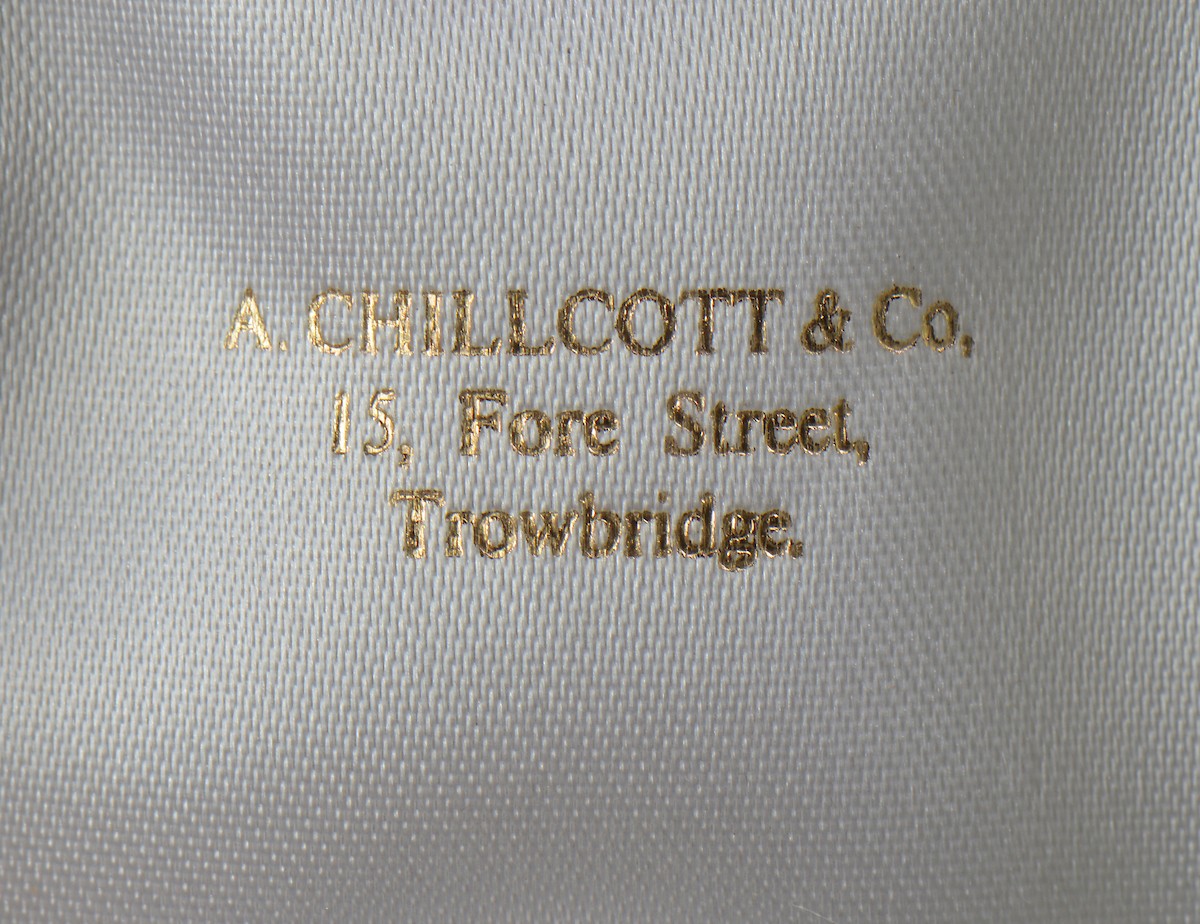 A. CHILLCOTT & Co,
15, Fore Street,
Trowbridge.